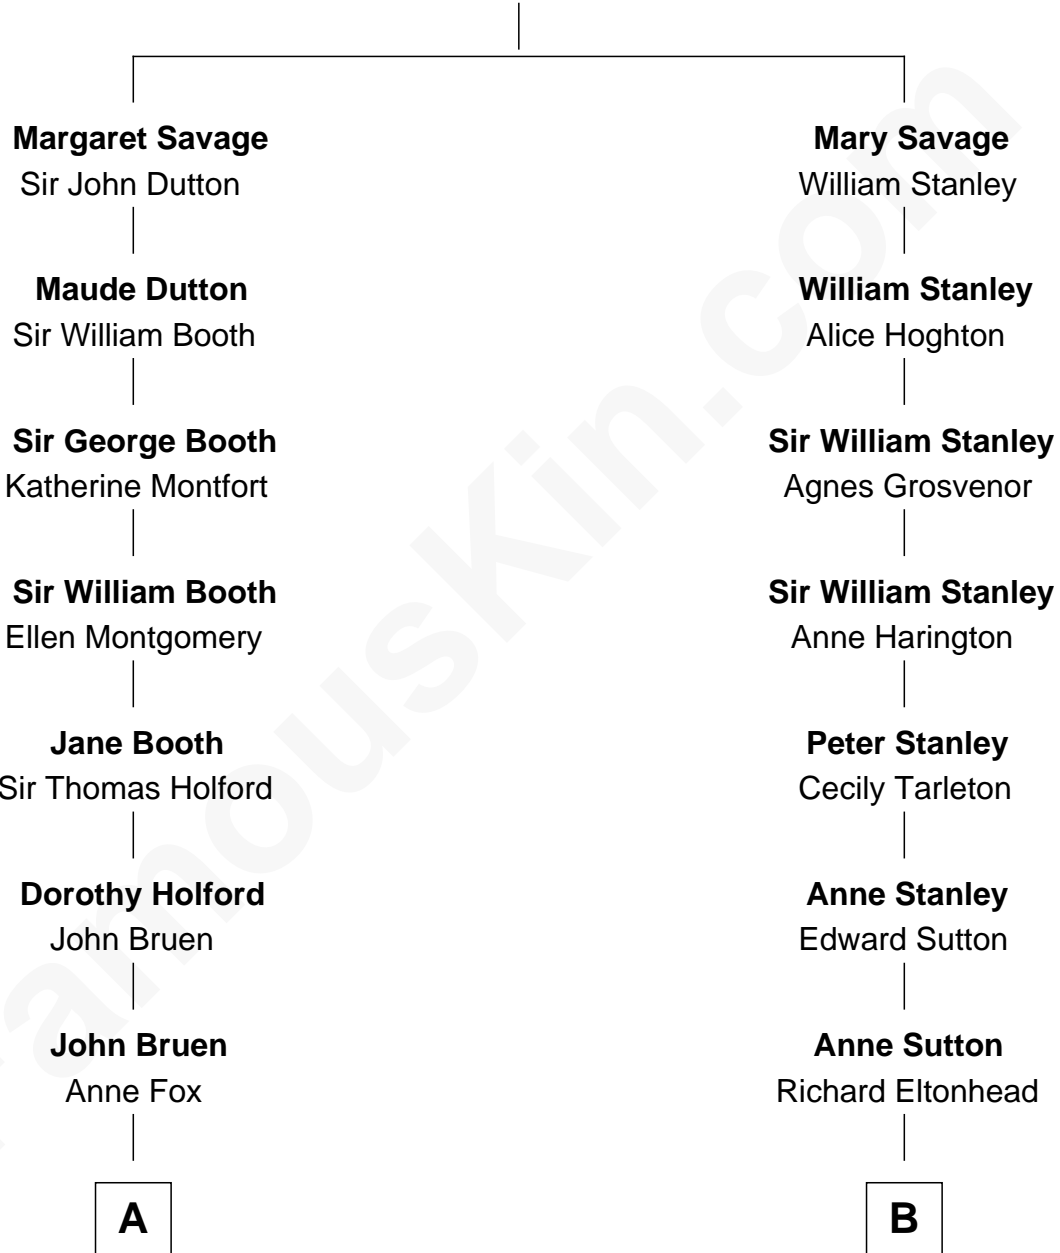 Margaret Savage
Sir John Dutton
Mary Savage
William Stanley
Maude Dutton
Sir William Booth
William Stanley
Alice Hoghton
Sir George Booth
Katherine Montfort
Sir William Stanley
Agnes Grosvenor
Sir William Booth
Ellen Montgomery
Sir William Stanley
Anne Harington
Jane Booth
Sir Thomas Holford
Peter Stanley
Cecily Tarleton
Dorothy Holford
John Bruen
Anne Stanley
Edward Sutton
John Bruen
Anne Fox
Anne Sutton
Richard Eltonhead
A
B
famouskin.com